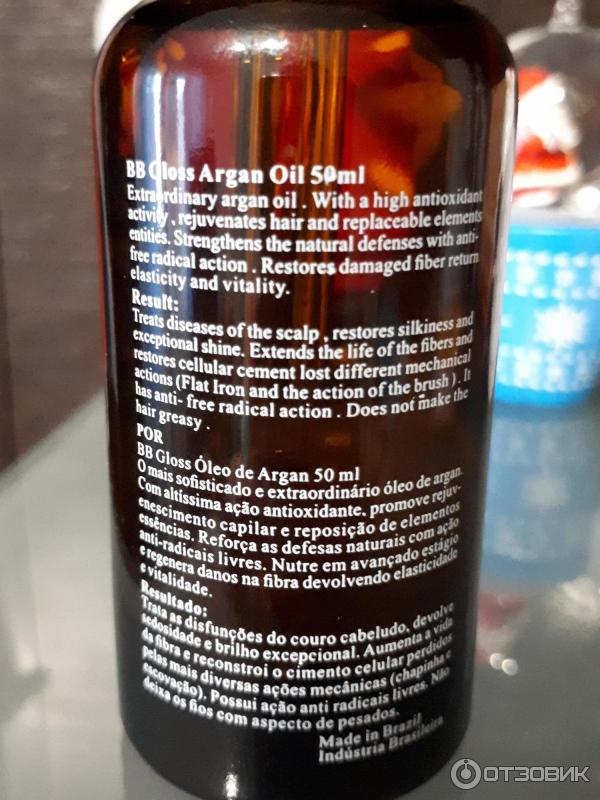 BB Gloss Argan Oil 50ml
Extraordinary argan oil . With a high antioxidant
activity , rejuvenates hair and replaceable elements
entities. Strengthens the natural defenses with anti-
free radical action . Restores damaged fiber return
elasticity and vitality.
Result:
Treats diseases of the scalp , restores silkiness and
exceptional shine. Extends the life of the fibers and
restores cellular cement lost different mechanical
actions (Flat Iron and the action of the brush ). It
has anti- free radical action . Does not make the
hair greasy .
POR
BB Gloss Óleo de Argan 50 ml
O mais sofisticado e extraordinário óleo de argan.
Com altíssima ação antioxidante, promove rejuv-
enescimento capilar e reposição de elementos
essências. Reforça as defesas naturais com ação
anti-radicais livres. Nutre em avançado estágio
e regenera danos na fibra devolvendo elasticidade
e vitalidade.
Resultado:
Trata as disfunções do couro cabeludo, devolve
sedosidade e brilho excepcional. Aumenta a vida
da fibra e reconstroi o cimento celular perdidos
pelas mais diversas ações mecânicas (chapinha e
escovação). Possui ação anti radicais livres. Não
deixa os fios com aspecto de pesados.
Made in Brazil
Indústria Brasileira
ОТЗОВИК